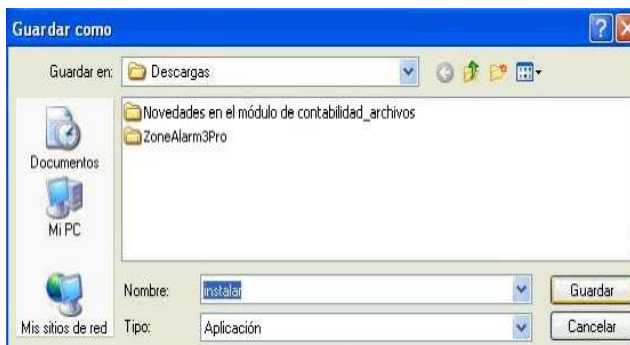 Guardar como
Guardar en: Descargas
Novedades en el módulo de contabilidad_archivos
ZoneAlarm3Pro
Documentos
Mi PC
Mis sitios de red
Nombre: instalar Guardar
Tipo: Aplicación Cancelar